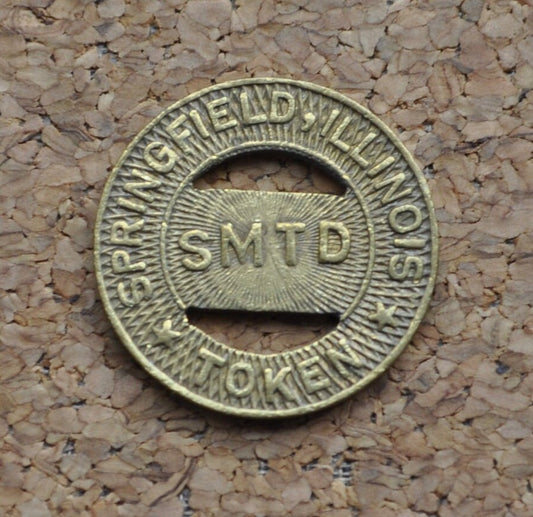 SPRINGFIELD, ILLINOIS
SMTD
TOKEN